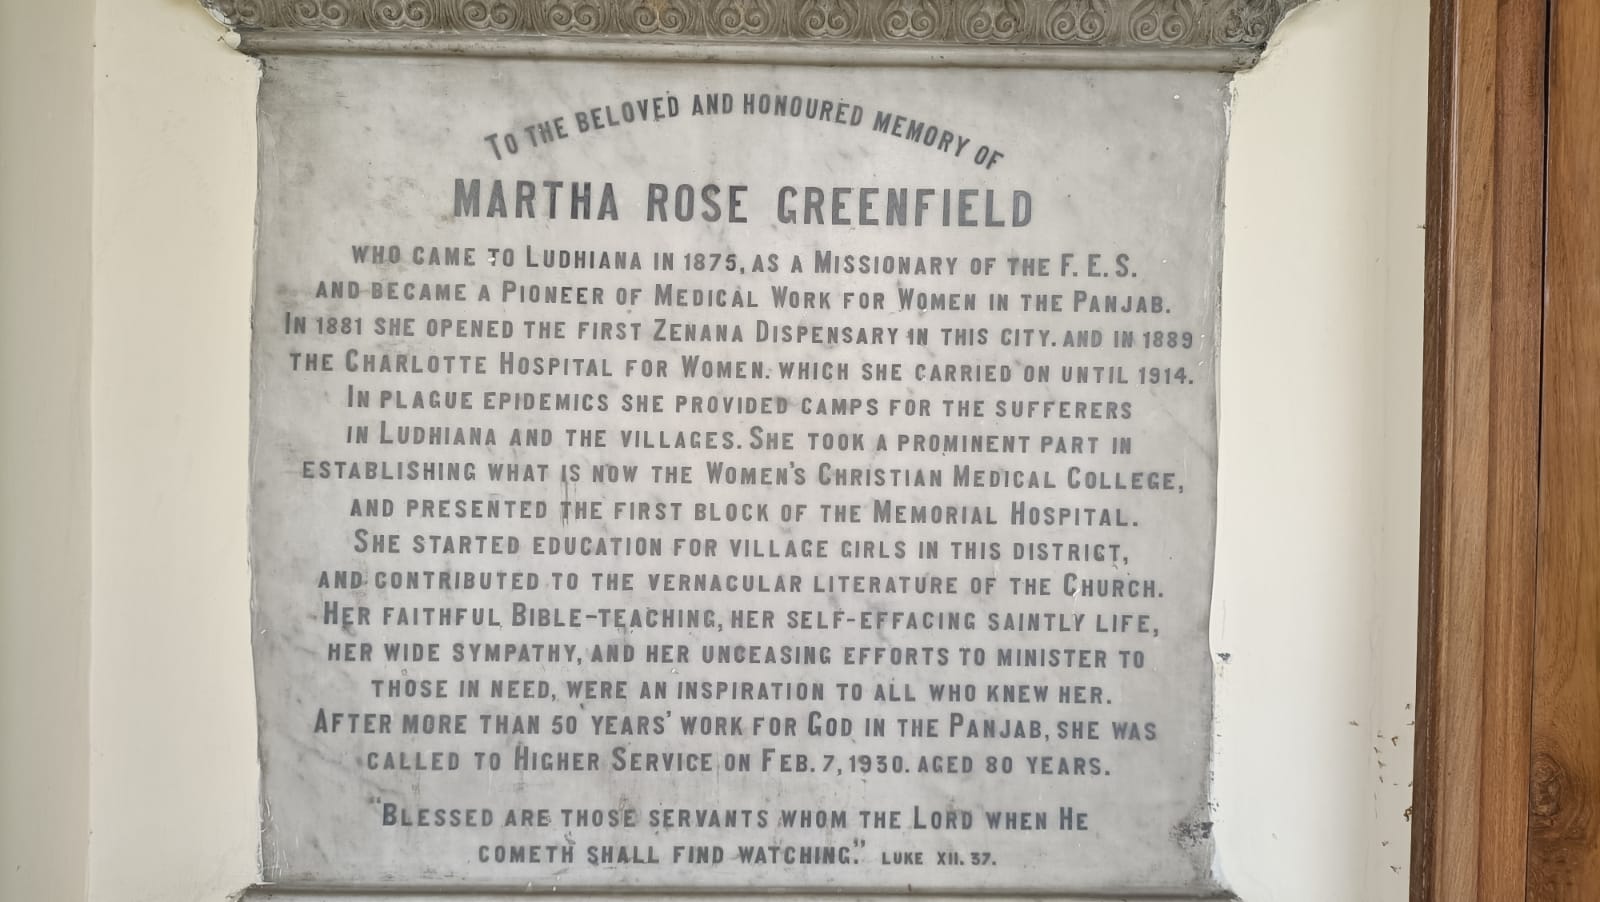 To the beloved and honoured memory of
MARTHA ROSE GREENFIELD
who came to Ludhiana in 1875, as a Missionary of the F. E. S.
and became a Pioneer of Medical Work for Women in the Panjab.
In 1881 she opened the first Zenana Dispensary in this city. and in 1889
the Charlotte Hospital for Women. which she carried on until 1914.
In plague epidemics she provided camps for the sufferers
in Ludhiana and the villages. She took a prominent part in
establishing what is now the Women's Christian Medical College,
and presented the first block of the Memorial Hospital.
She started education for village girls in this district,
and contributed to the vernacular literature of the Church.
Her faithful Bible-teaching, her self-effacing saintly life,
her wide sympathy, and her unceasing efforts to minister to
those in need, were an inspiration to all who knew her.
After more than 50 years' work for God in the Panjab, she was
called to Higher Service on Feb. 7, 1930. aged 80 years.
"Blessed are those servants whom the Lord when He
cometh shall find watching." Luke XII. 37.